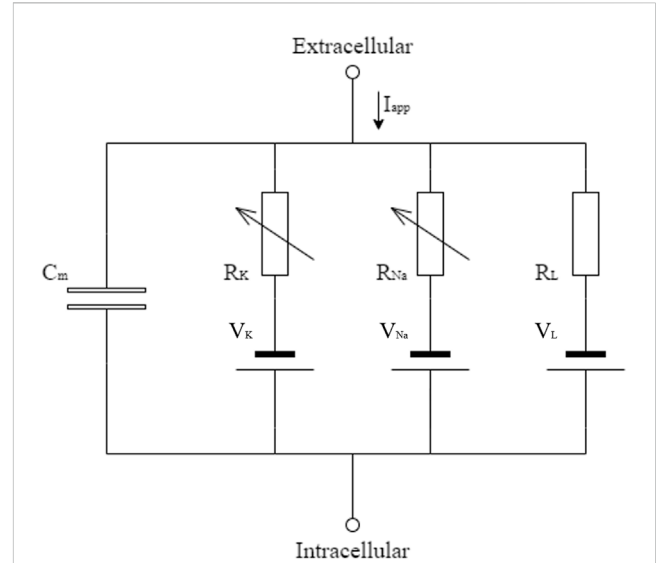 Extracellular
Iapp
Cm
RK
RNa
RL
VK
VNa
VL
Intracellular